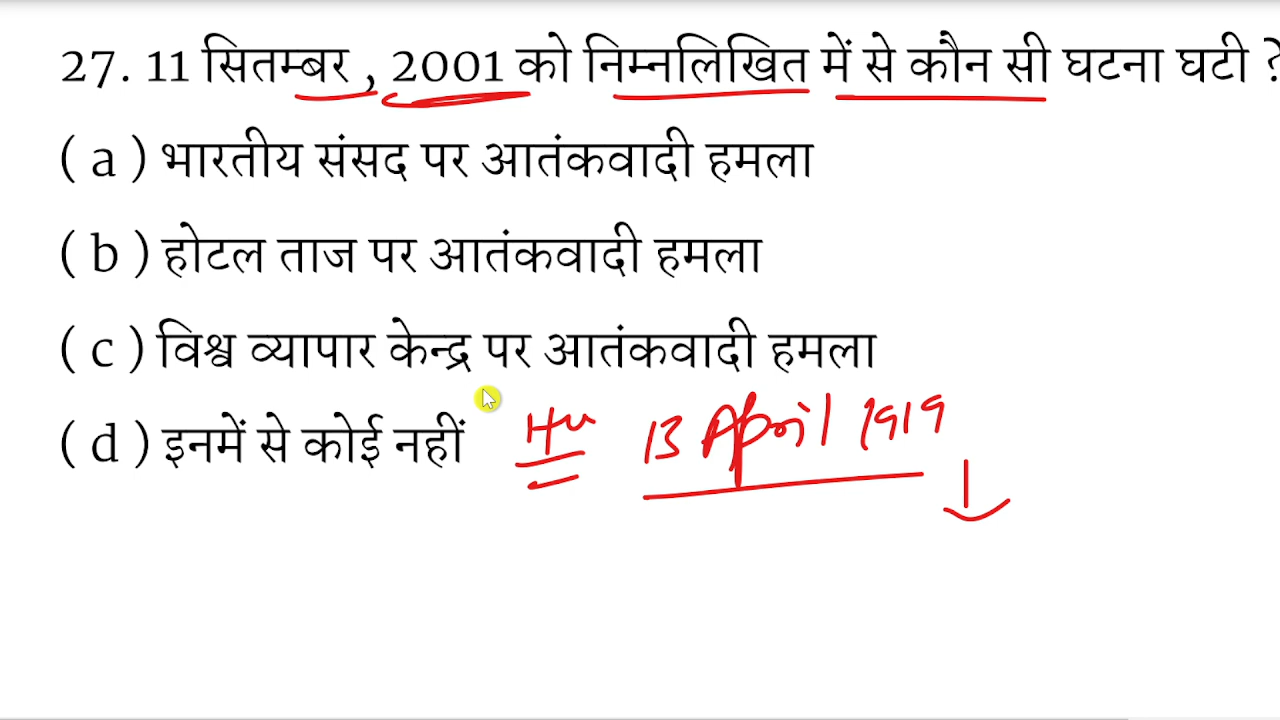 27. 11 सितम्बर , 2001 को निम्नलिखित में से कौन सी घटना घटी ?
( a ) भारतीय संसद पर आतंकवादी हमला
( b ) होटल ताज पर आतंकवादी हमला
( c ) विश्व व्यापार केन्द्र पर आतंकवादी हमला
( d ) इनमें से कोई नहीं
13 April 1919